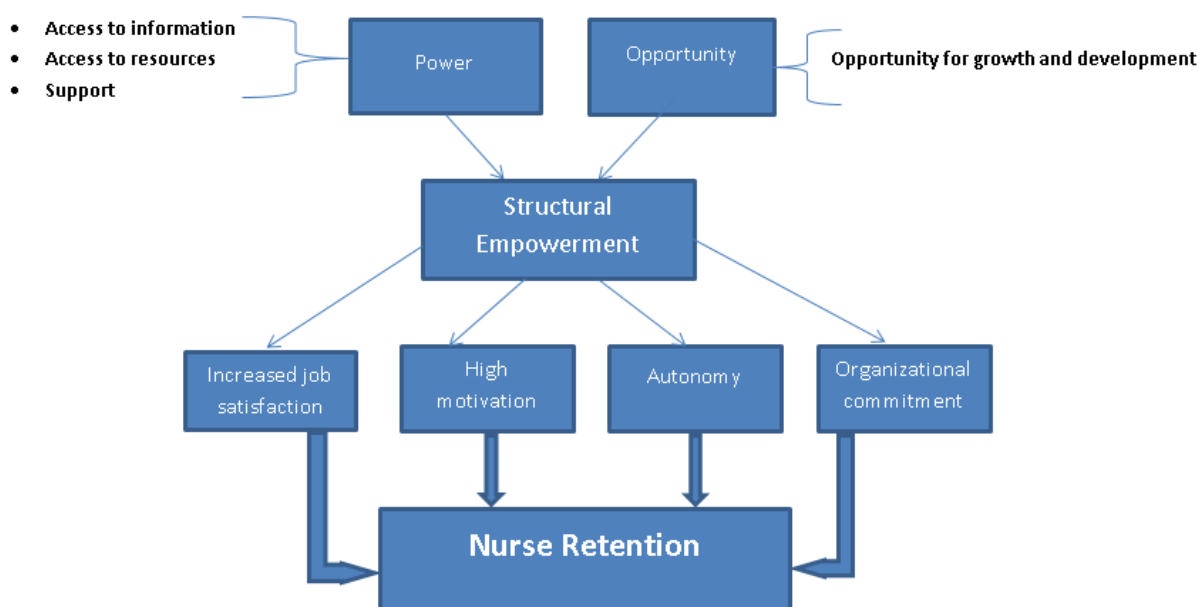 • Access to information
• Access to resources
• Support
Power
Opportunity
Opportunity for growth and development
Structural
Empowerment
Increased job
satisfaction
High
motivation
Autonomy
Organizational
commitment
Nurse Retention